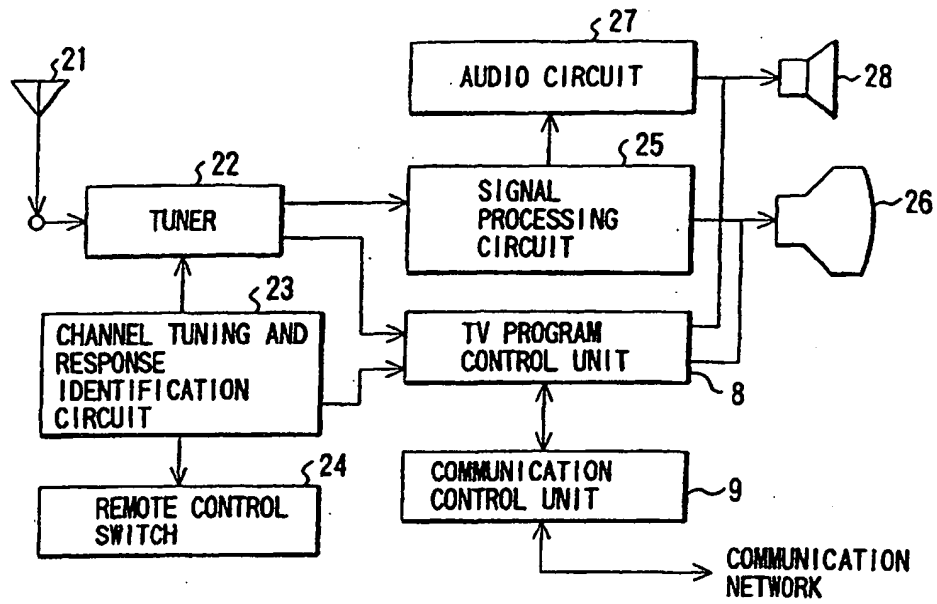 27
21
AUDIO CIRCUIT
28
22
25
TUNER
SIGNAL
PROCESSING
CIRCUIT
26
23
CHANNEL TUNING AND
RESPONSE
IDENTIFICATION
CIRCUIT
TV PROGRAM
CONTROL UNIT
8
24
REMOTE CONTROL
SWITCH
COMMUNICATION
CONTROL UNIT
9
COMMUNICATION
NETWORK